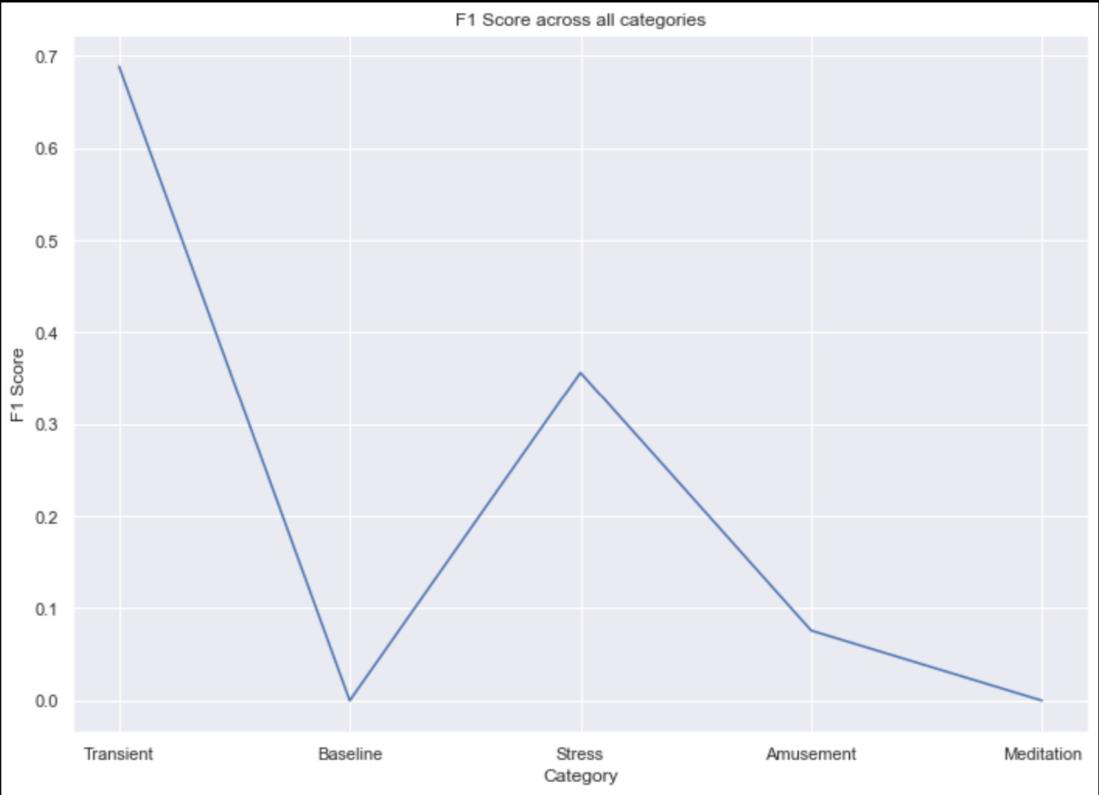 F1 Score across all categories
0.7
0.6
0.5
0.4
0.3
0.2
0.1
0.0
F1 Score
Transient Baseline Stress Amusement Meditation
Category